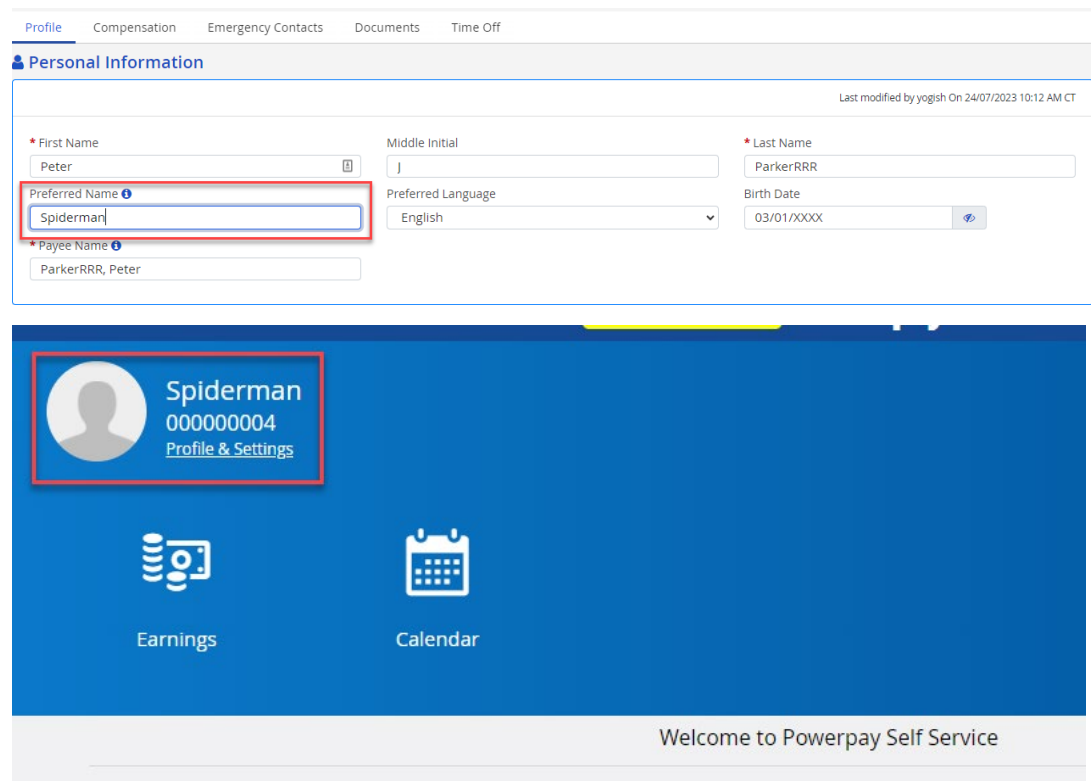 Profile Compensation Emergency Contacts Documents Time Off
Personal Information
Last modified by yogish On 24/07/2023 10:12 AM CT
* First Name Middle Initial * Last Name
Peter J ParkerRRR
Preferred Name Preferred Language Birth Date
Spiderman English 03/01/XXXX
* Payee Name
ParkerRRR, Peter
Spiderman
000000004
Profile & Settings
Earnings Calendar
Welcome to Powerpay Self Service